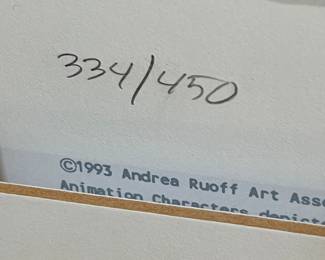 334/450
©1993 Andrea Ruoff Art
Animation Characters